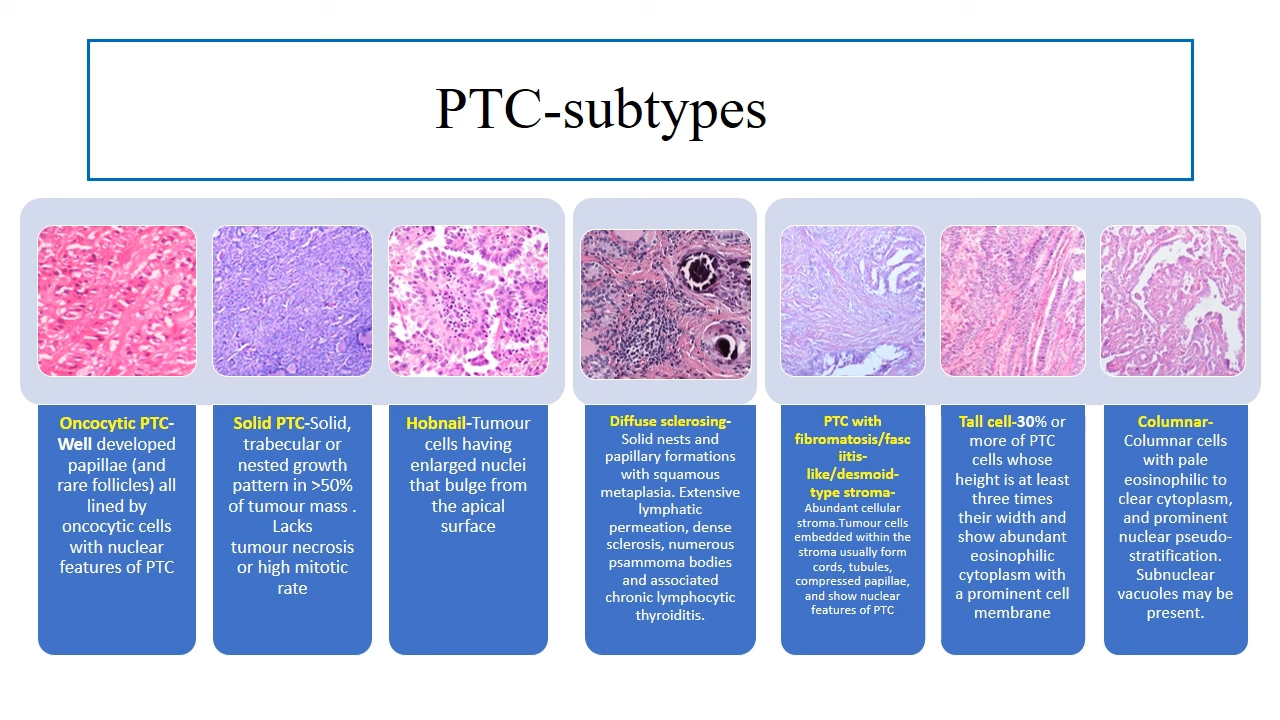 PTC-subtypes
Oncocytic PTC-
Well developed
papillae (and
rare follicles) all
lined by
oncocytic cells
with nuclear
features of PTC
Solid PTC-Solid,
trabecular or
nested growth
pattern in >50%
of tumour mass .
Lacks
tumour necrosis
or high mitotic
rate
Hobnail-Tumour
cells having
enlarged nuclei
that bulge from
the apical
surface
Diffuse sclerosing-
Solid nests and
papillary formations
with squamous
metaplasia. Extensive
lymphatic
permeation, dense
sclerosis, numerous
psammoma bodies
and associated
chronic lymphocytic
thyroiditis.
PTC with
fibromatosis/fasc
iitis-
like/desmoid-
type stroma-
Abundant cellular
stroma.Tumour cells
embedded within the
stroma usually form
cords, tubules,
compressed papillae,
and show nuclear
features of PTC
Tall cell-30% or
more of PTC
cells whose
height is at least
three times
their width and
show abundant
eosinophilic
cytoplasm with
a prominent cell
membrane
Columnar-
Columnar cells
with pale
eosinophilic to
clear cytoplasm,
and prominent
nuclear pseudo-
stratification.
Subnuclear
vacuoles may be
present.